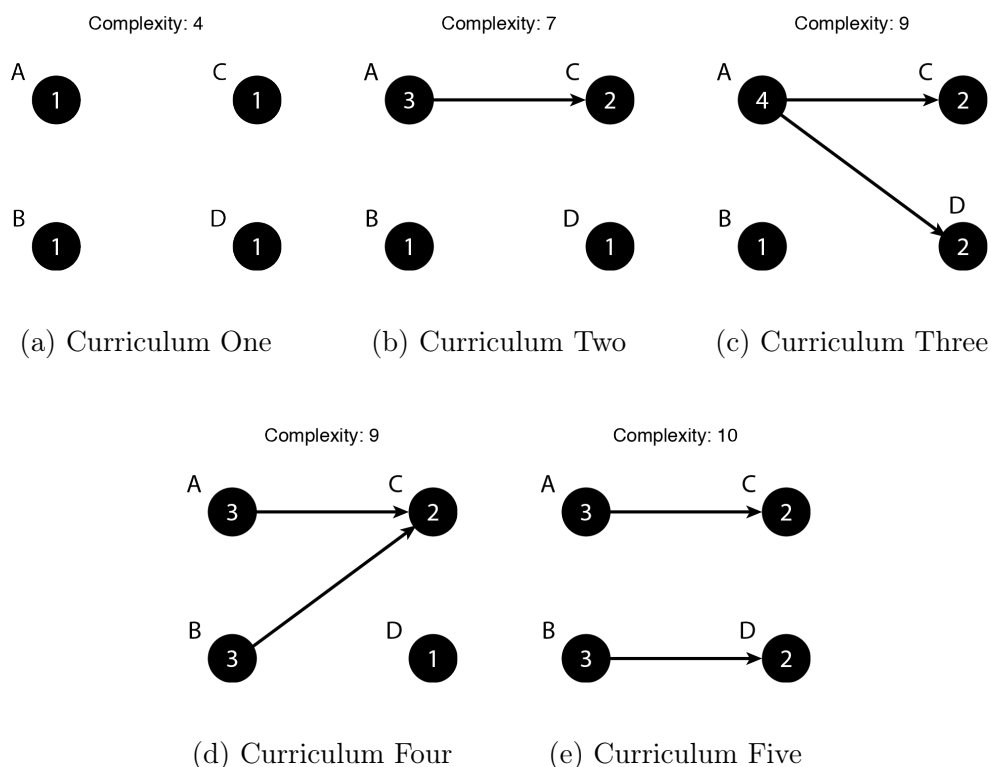 Complexity: 4
Complexity: 7
Complexity: 9
A
C
A
C
A
C
1
1
3
2
4
2
B
D
B
D
B
D
1
1
1
1
1
2
(a) Curriculum One
(b) Curriculum Two
(c) Curriculum Three
Complexity: 9
Complexity: 10
A
C
A
C
3
2
3
2
B
D
B
D
3
1
3
2
(d) Curriculum Four
(e) Curriculum Five